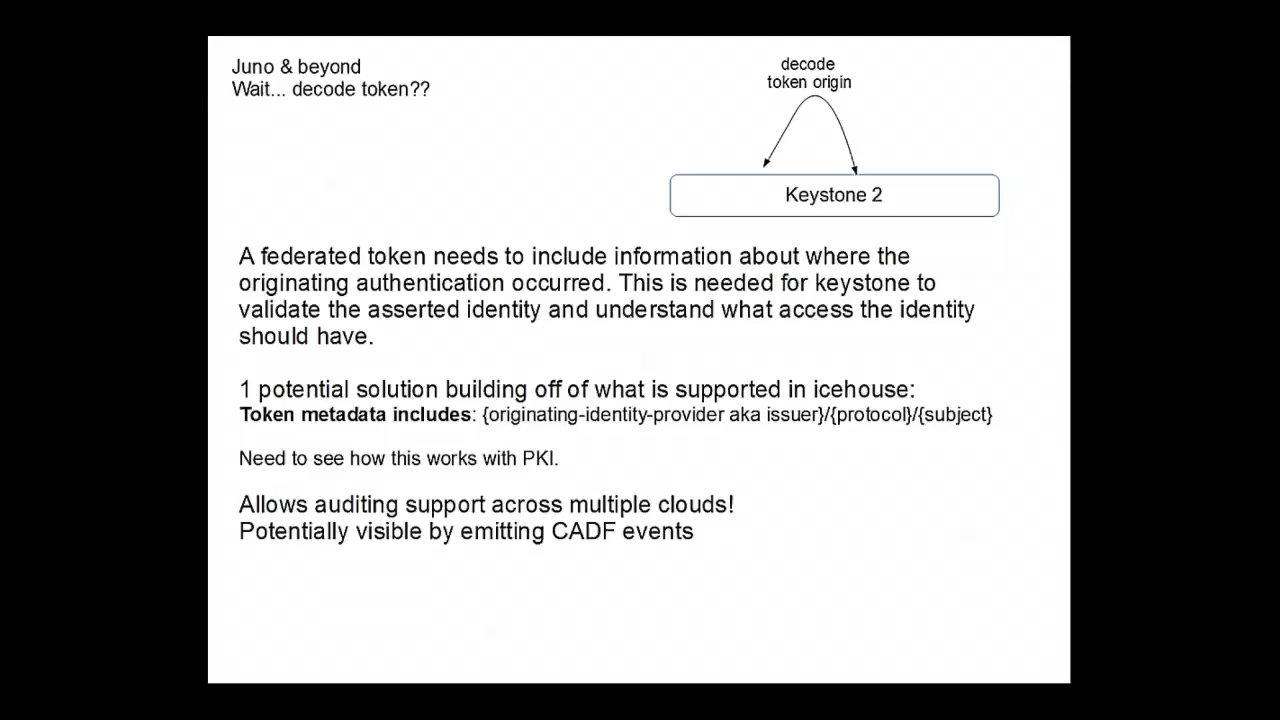 Juno & beyond
Wait... decode token??
decode
token origin
Keystone 2
A federated token needs to include information about where the
originating authentication occurred. This is needed for keystone to
validate the asserted identity and understand what access the identity
should have.
1 potential solution building off of what is supported in icehouse:
Token metadata includes: {originating-identity-provider aka issuer}/{protocol}/{subject}
Need to see how this works with PKI.
Allows auditing support across multiple clouds!
Potentially visible by emitting CADF events